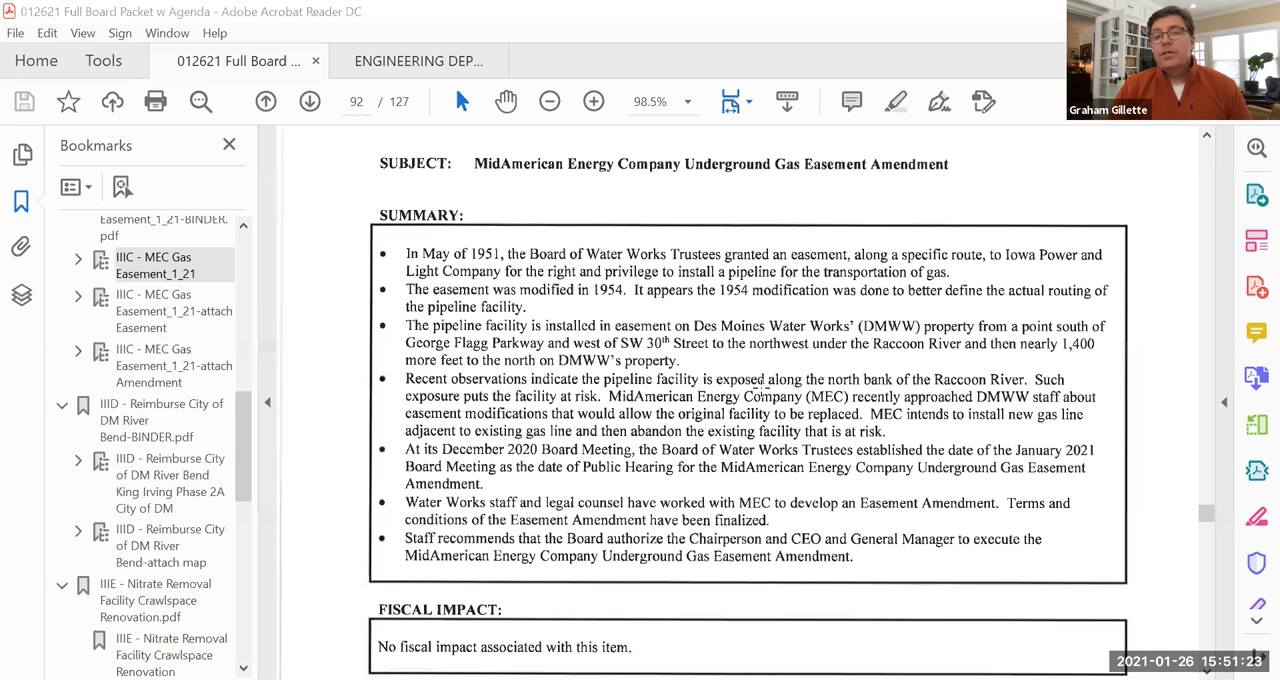 012621 Full Board Packet w Agenda - Adobe Acrobat Reader DC
File Edit View Sign Window Help
Home Tools 012621 Full Board ... × ENGINEERING DEP...
92 / 127 98.5%
Graham Gillette
Bookmarks
Easement_1_21-BINDER.
pdf
IIIC - MEC Gas
Easement_1_21
IIIC - MEC Gas
Easement_1_21-attach
Easement
IIIC - MEC Gas
Easement_1_21-attach
Amendment
IIID - Reimburse City of
DM River
Bend-BINDER.pdf
IIID - Reimburse City
of DM River Bend
King Irving Phase 2A
City of DM
IIID - Reimburse City
of DM River
Bend-attach map
IIIE - Nitrate Removal
Facility Crawlspace
Renovation.pdf
IIIE - Nitrate Removal
Facility Crawlspace
Renovation
SUBJECT: MidAmerican Energy Company Underground Gas Easement Amendment
SUMMARY:
• In May of 1951, the Board of Water Works Trustees granted an easement, along a specific route, to Iowa Power and
Light Company for the right and privilege to install a pipeline for the transportation of gas.
• The easement was modified in 1954. It appears the 1954 modification was done to better define the actual routing of
the pipeline facility.
• The pipeline facility is installed in easement on Des Moines Water Works’ (DMWW) property from a point south of
George Flagg Parkway and west of SW 30th Street to the northwest under the Raccoon River and then nearly 1,400
more feet to the north on DMWW’s property.
• Recent observations indicate the pipeline facility is exposed along the north bank of the Raccoon River. Such
exposure puts the facility at risk. MidAmerican Energy Company (MEC) recently approached DMWW staff about
easement modifications that would allow the original facility to be replaced. MEC intends to install new gas line
adjacent to existing gas line and then abandon the existing facility that is at risk.
• At its December 2020 Board Meeting, the Board of Water Works Trustees established the date of the January 2021
Board Meeting as the date of Public Hearing for the MidAmerican Energy Company Underground Gas Easement
Amendment.
• Water Works staff and legal counsel have worked with MEC to develop an Easement Amendment. Terms and
conditions of the Easement Amendment have been finalized.
• Staff recommends that the Board authorize the Chairperson and CEO and General Manager to execute the
MidAmerican Energy Company Underground Gas Easement Amendment.
FISCAL IMPACT:
No fiscal impact associated with this item.
2021-01-26 15:51:23